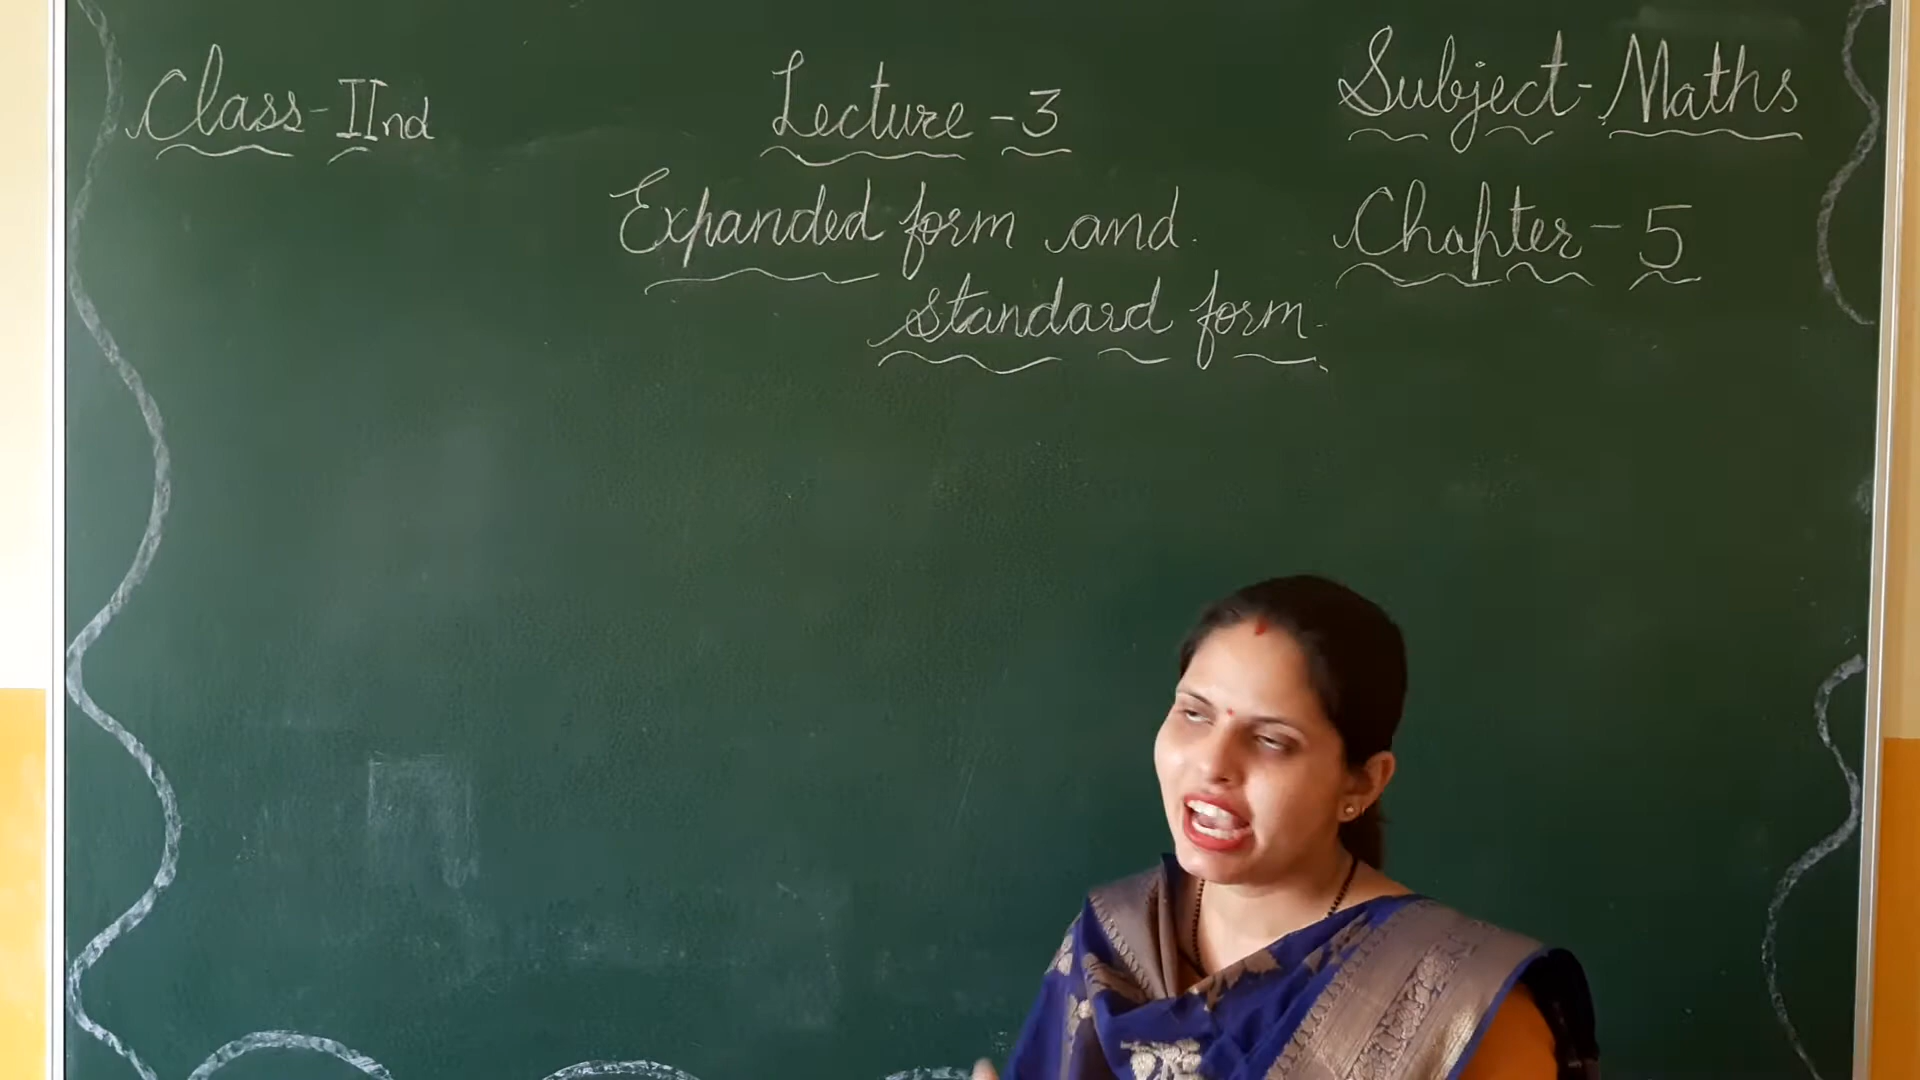 Class-IInd
Lecture-3
Subject-Maths
Expanded form and
Chapter-5
standard form.